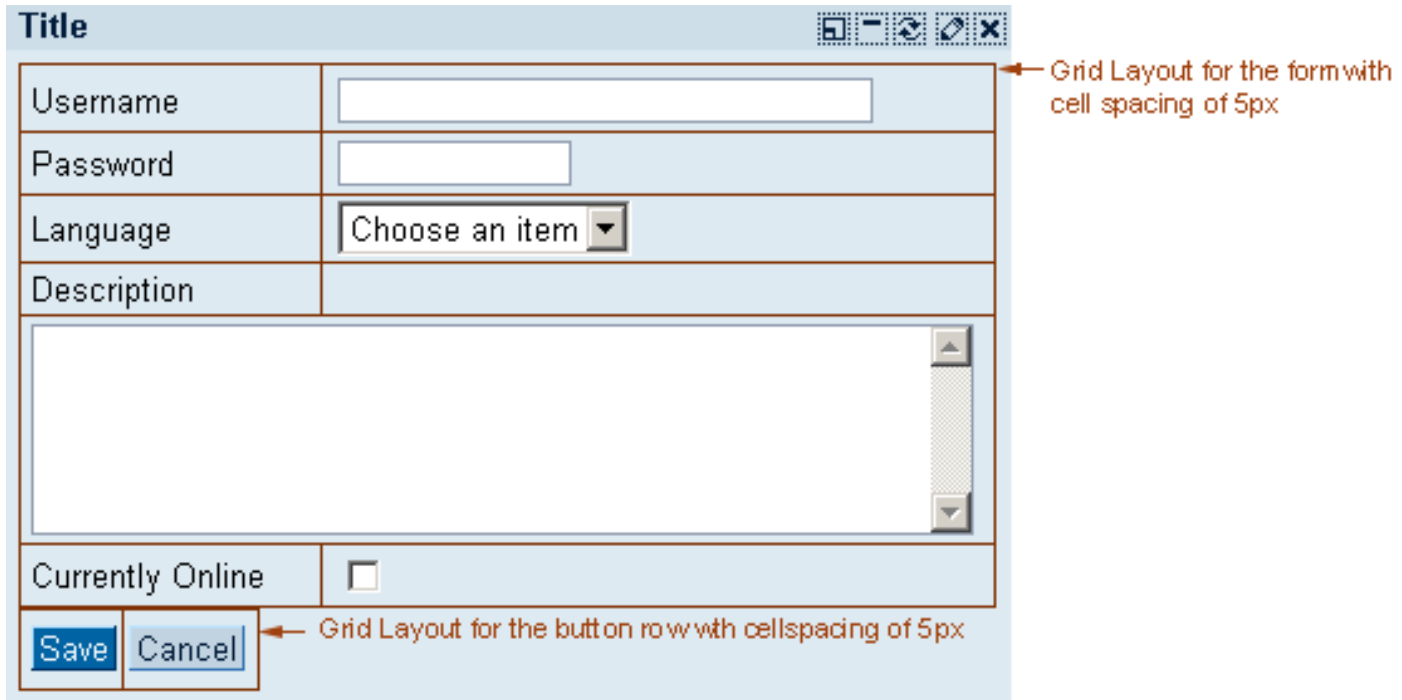 Title
Grid Layout for the form with
cell spacing of 5px
Username
Password
Language
Choose an item
Description
Currently Online
Save Cancel
Grid Layout for the button row wth cellspacing of 5px